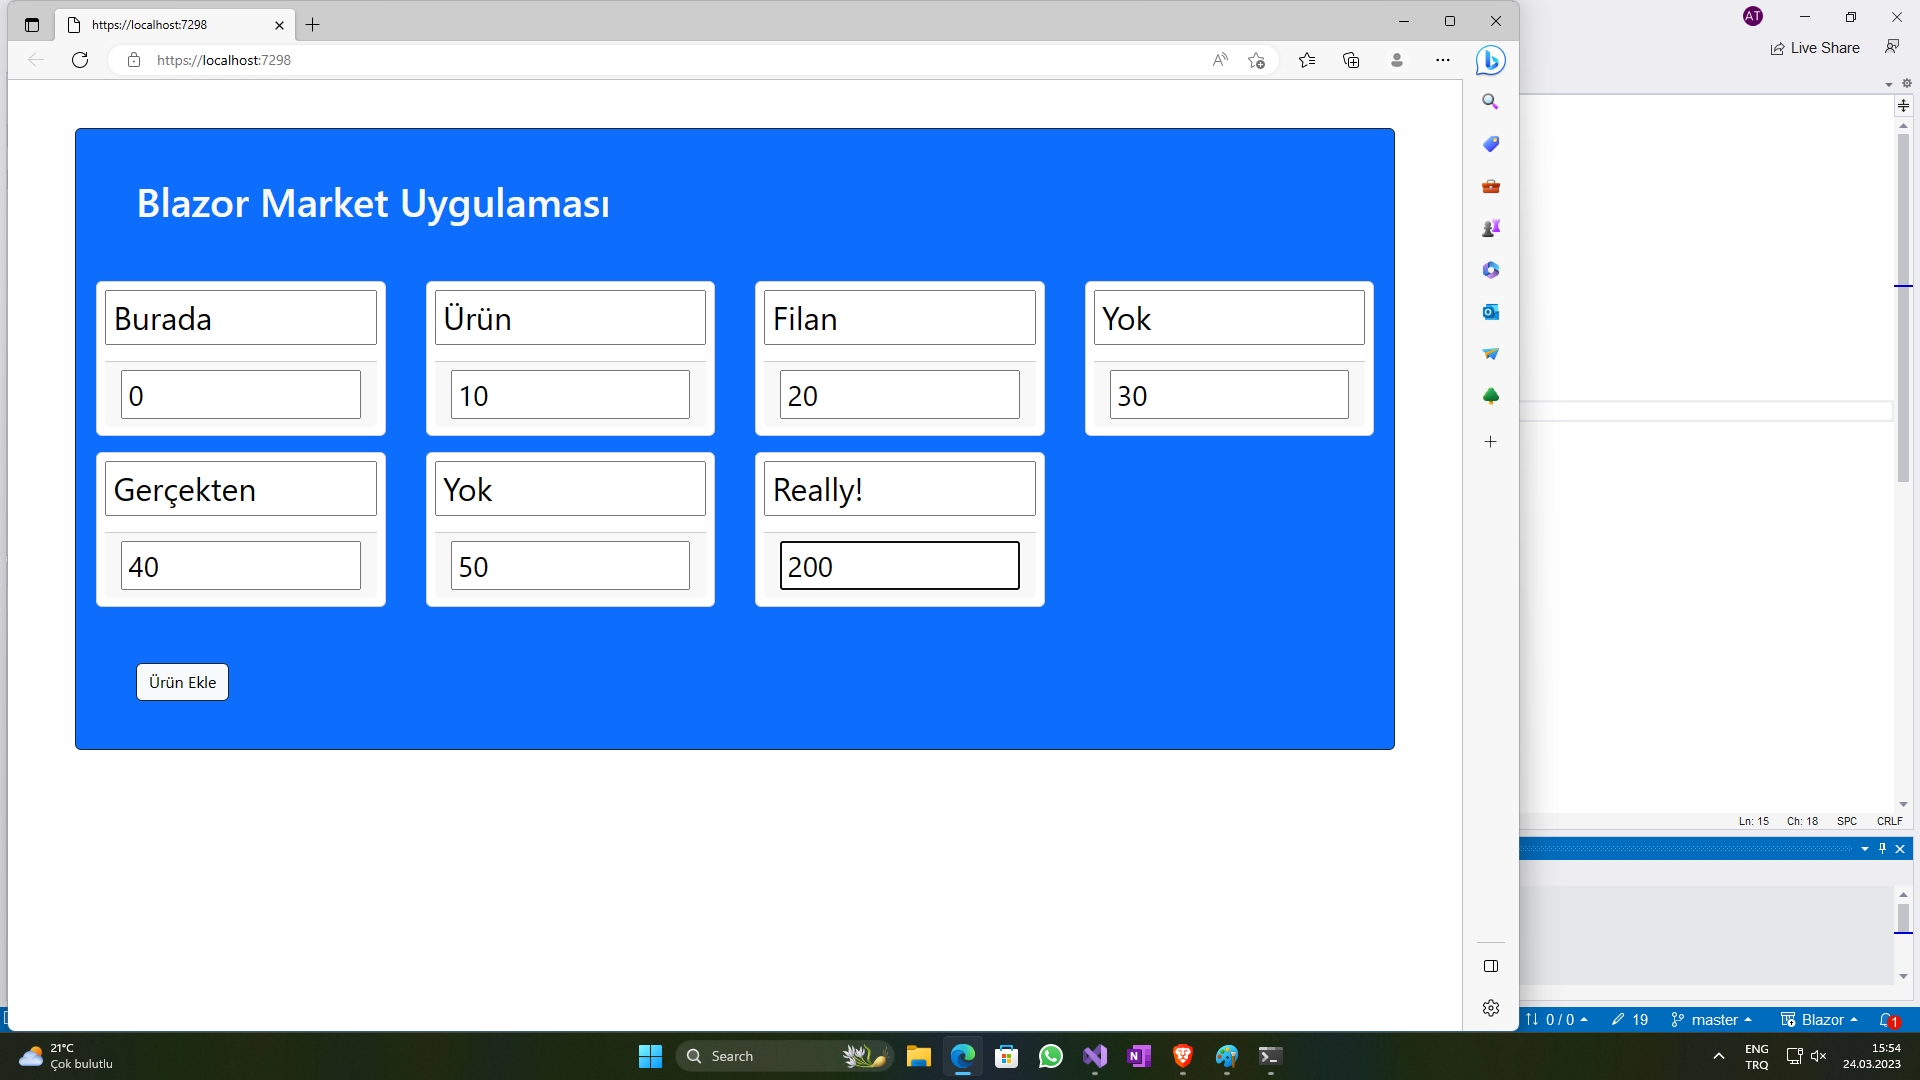 https://localhost:7298
AT
https://localhost:7298
Live Share
Blazor Market Uygulaması
Burada
Ürün
Filan
Yok
0
10
20
30
Gerçekten
Yok
Really!
40
50
200
Ürün Ekle
Ln: 15 Ch: 18 SPC CRLF
0 / 0 19 master Blazor 1
21°C
Çok bulutlu
Search
ENG
TRQ
15:54
24.03.2023